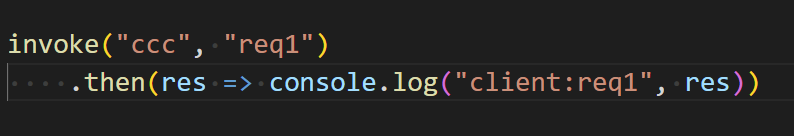 invoke("ccc", "req1")
    .then(res => console.log("client:req1", res))